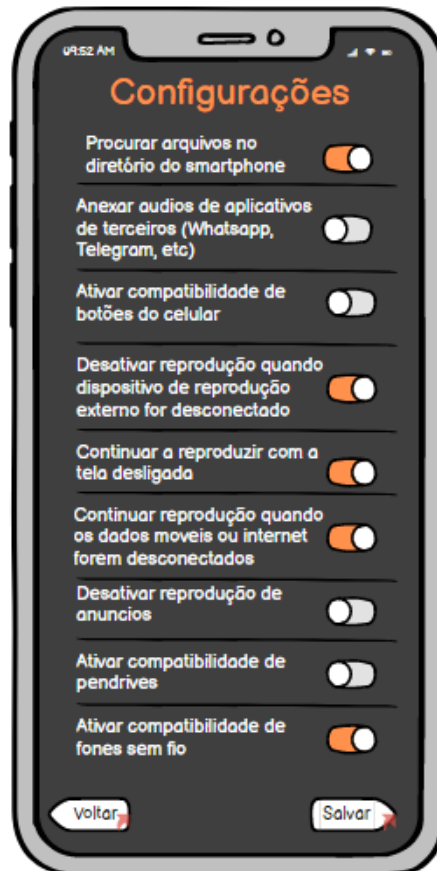 09:52 AM
Configurações
Procurar arquivos no
diretório do smartphone
Anexar audios de aplicativos
de terceiros (Whatsapp,
Telegram, etc)
Ativar compatibilidade de
botões do celular
Desativar reprodução quando
dispositivo de reprodução
externo for desconectado
Continuar a reproduzir com a
tela desligada
Continuar reprodução quando
os dados moveis ou internet
forem desconectados
Desativar reprodução de
anuncios
Ativar compatibilidade de
pendrives
Ativar compatibilidade de
fones sem fio
Voltar
Salvar